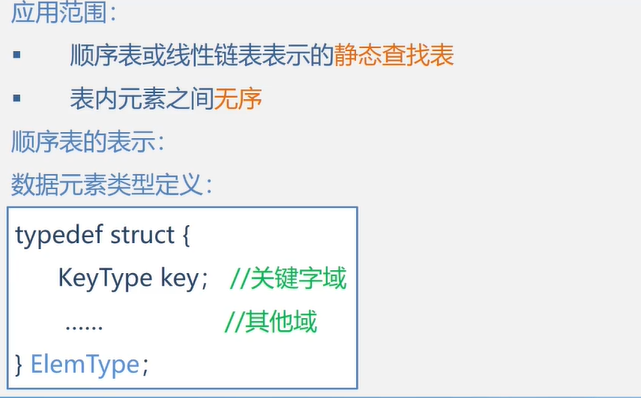 应用范围：
▪ 顺序表或线性链表表示的静态查找表
▪ 表内元素之间无序
顺序表的表示：
数据元素类型定义：
typedef struct {
KeyType key； //关键字域
...... //其他域
} ElemType；